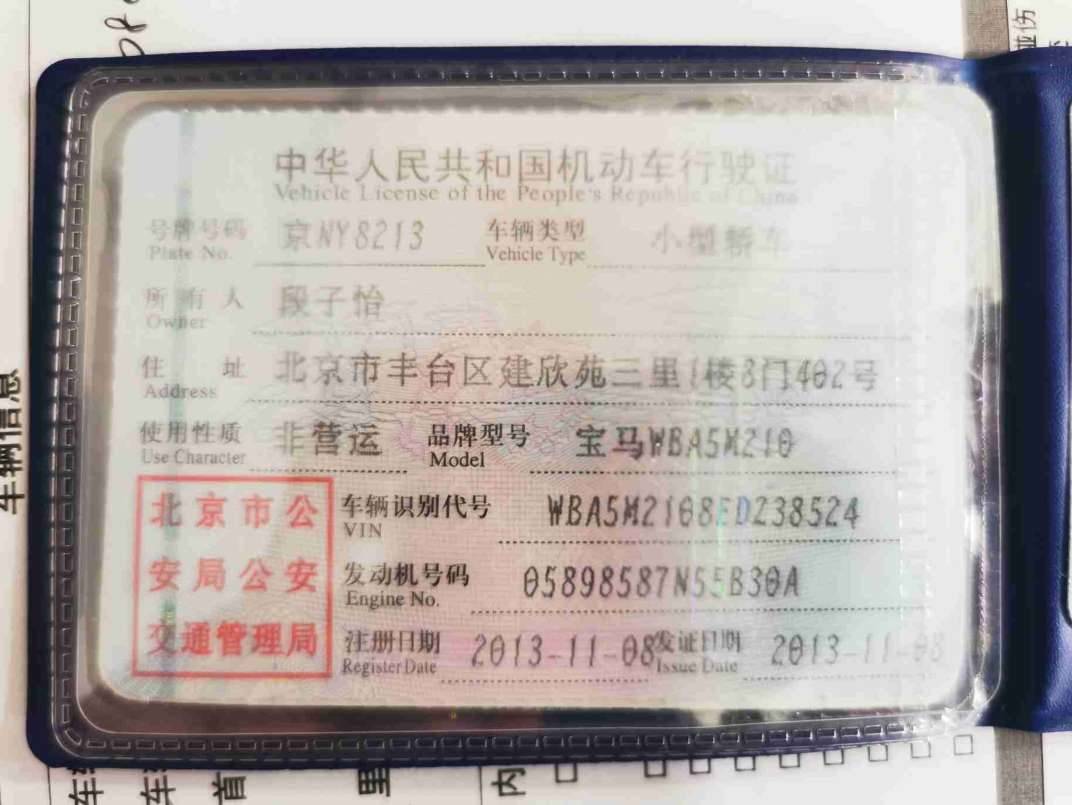 中华人民共和国机动车行驶证
Vehicle License of the People's Republic of China
号牌号码 京NY8213 车辆类型 小型轿车
Plate No. Vehicle Type
所有人 段子怡
Owner
住址 北京市丰台区建欣苑三里1楼8门1402号
Address
使用性质 非营运 品牌型号 宝马WBA5M210
Use Character Model
北京市公安局公安交通管理局
车辆识别代号 WBA5M2108ED238524
VIN
发动机号码 05898587N55B30A
Engine No.
注册日期 2013-11-08 发证日期 2013-11-08
Register Date Issue Date
车辆信息
首
里
内